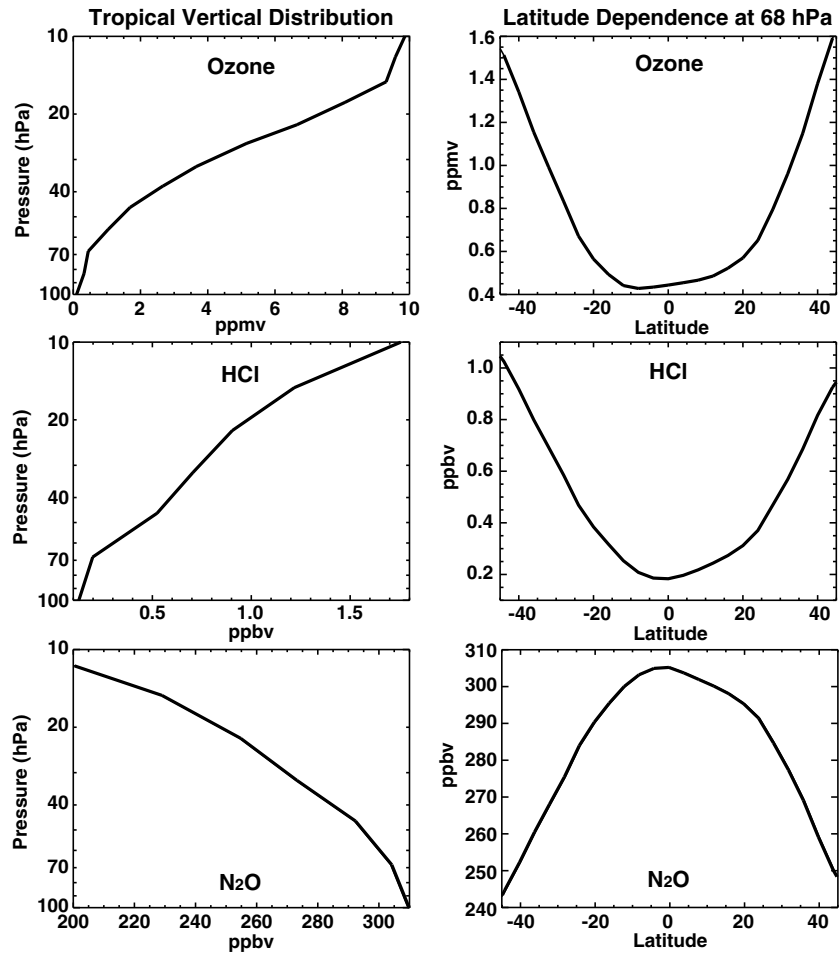 Tropical Vertical Distribution
Latitude Dependence at 68 hPa
10
20
40
70
100
Pressure (hPa)
Ozone
0 2 4 6 8 10
ppmv
1.6
1.4
1.2
1.0
0.8
0.6
0.4
ppmv
Ozone
-40 -20 0 20 40
Latitude
10
20
40
70
100
Pressure (hPa)
HCl
0.5 1.0 1.5
ppbv
1.0
0.8
0.6
0.4
0.2
ppbv
HCl
-40 -20 0 20 40
Latitude
10
20
40
70
100
Pressure (hPa)
N2O
200 220 240 260 280 300
ppbv
310
305
300
290
280
270
260
250
240
ppbv
N2O
-40 -20 0 20 40
Latitude